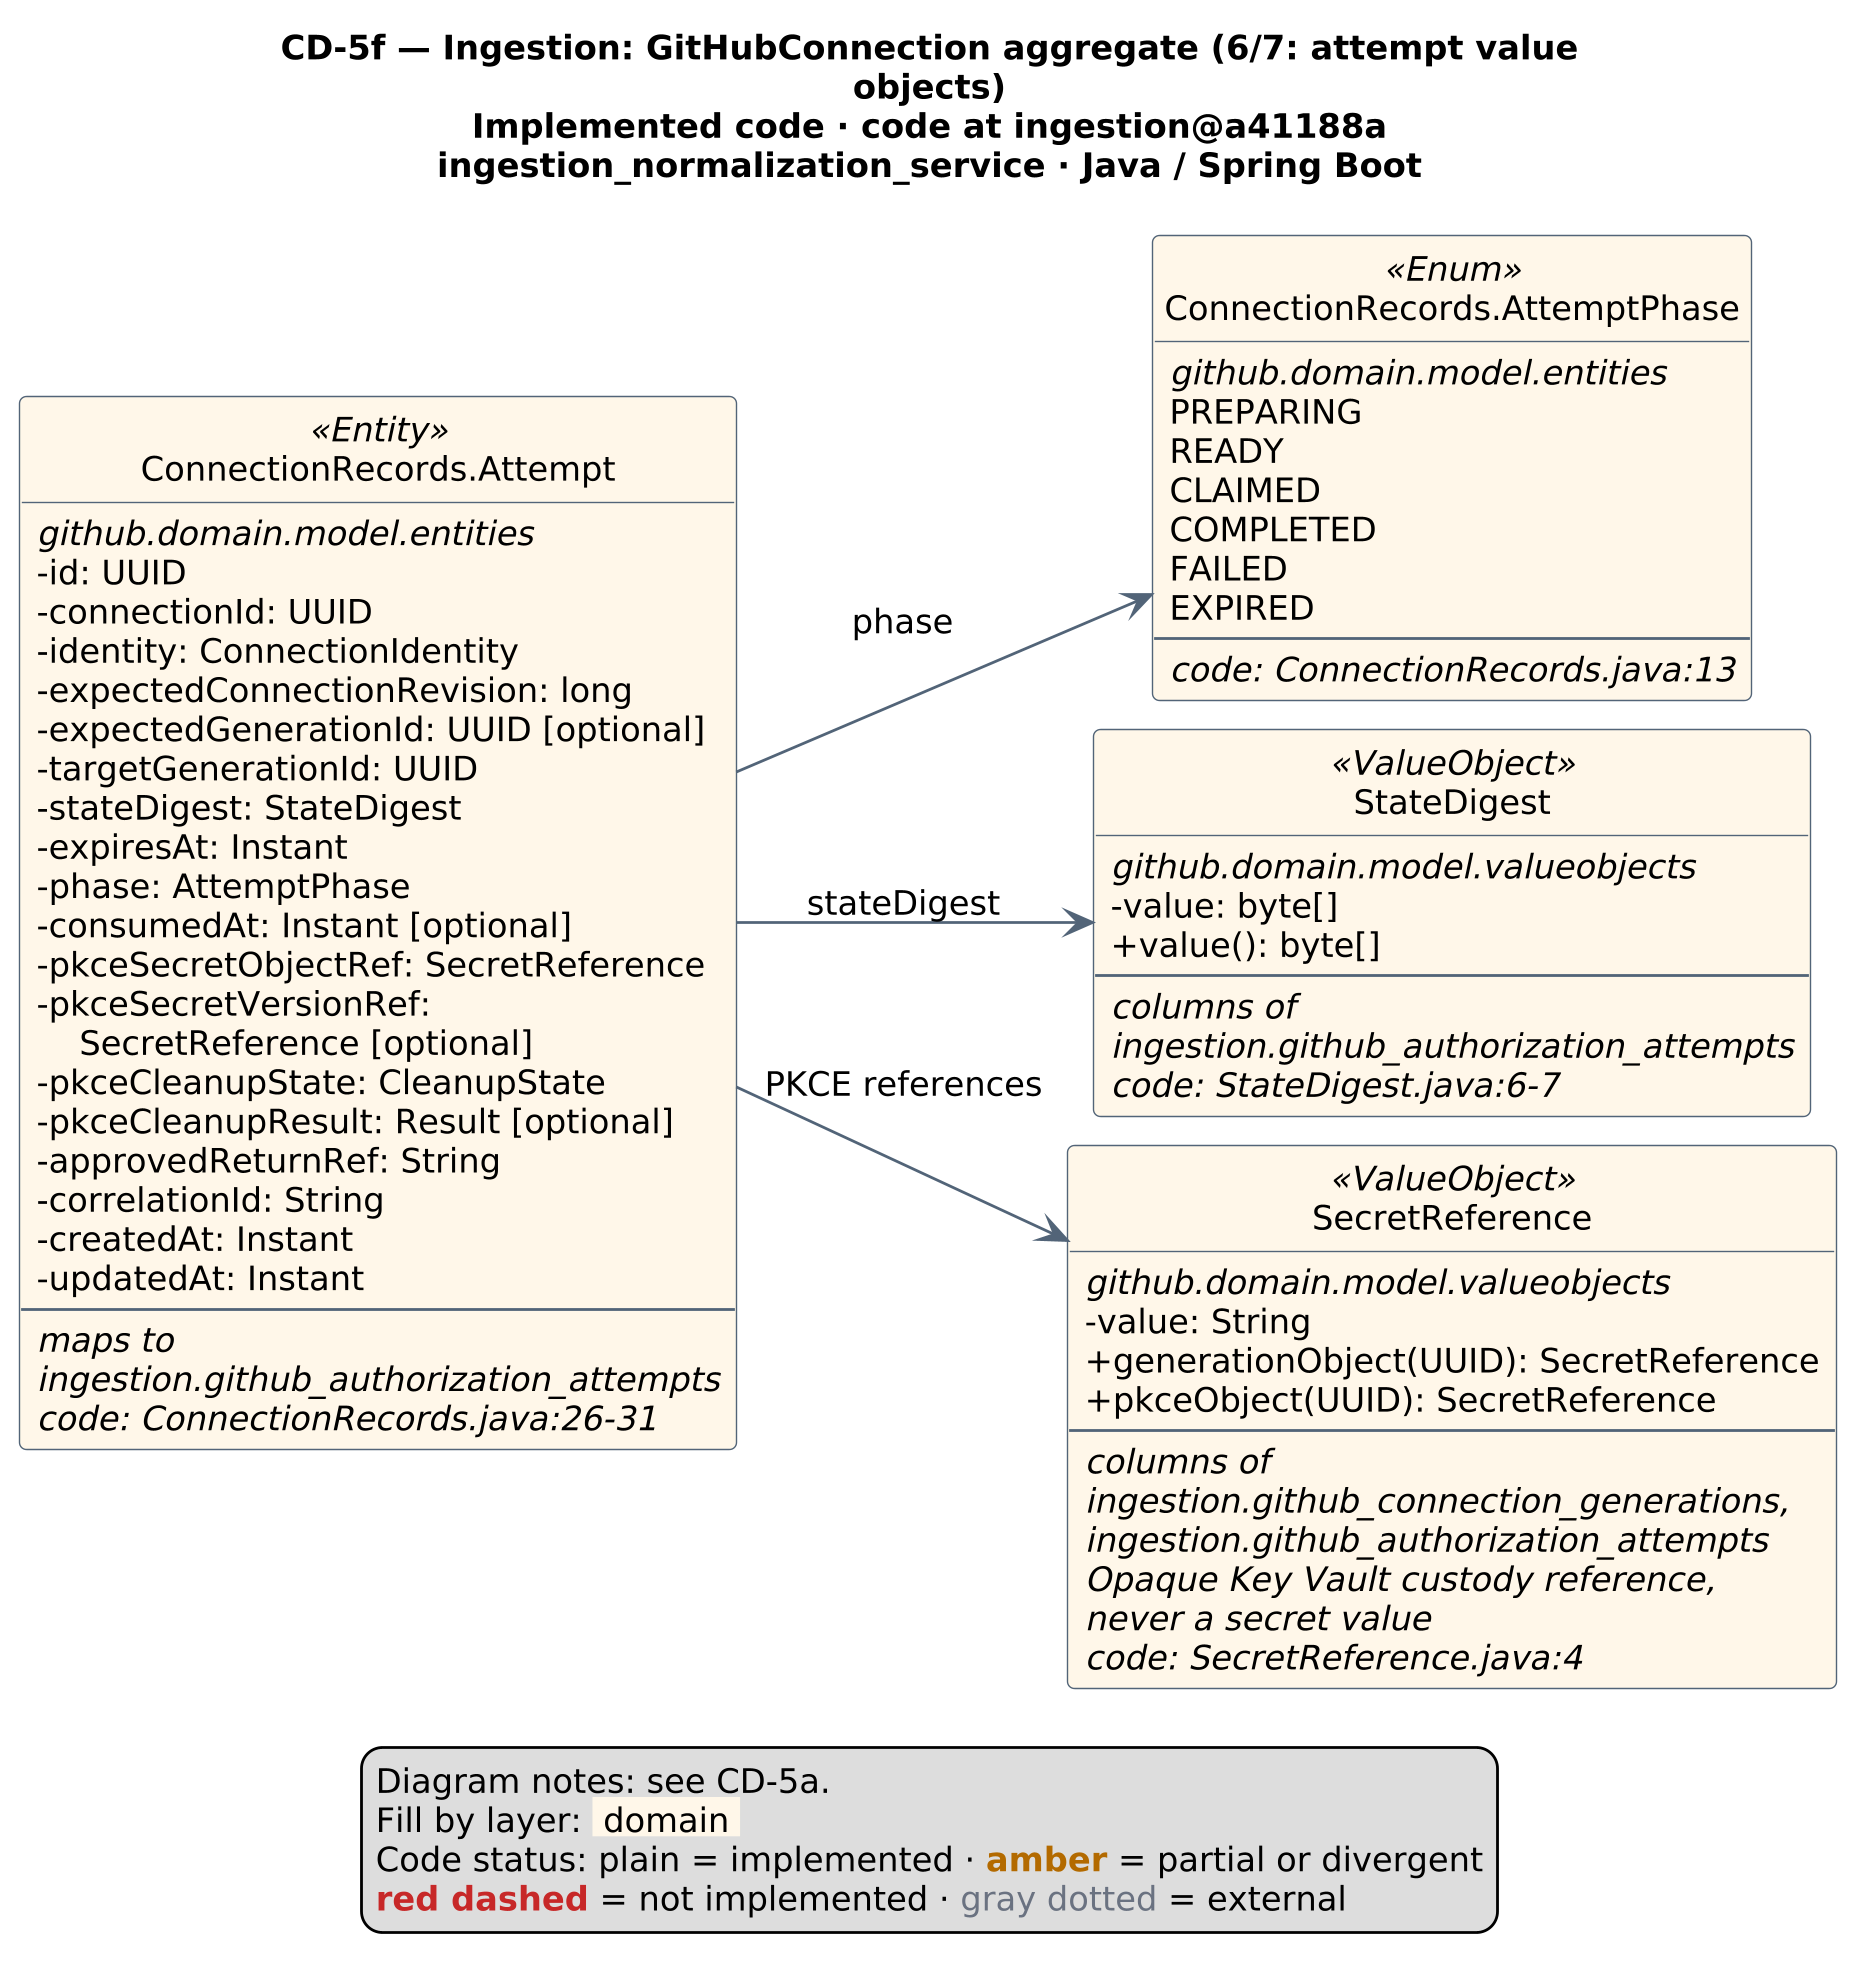 CD-5f — Ingestion: GitHubConnection aggregate (6/7: attempt value
objects)
Implemented code · code at ingestion@a41188a
ingestion_normalization_service · Java / Spring Boot
«Entity»
ConnectionRecords.Attempt
github.domain.model.entities
-id: UUID
-connectionId: UUID
-identity: ConnectionIdentity
-expectedConnectionRevision: long
-expectedGenerationId: UUID [optional]
-targetGenerationId: UUID
-stateDigest: StateDigest
-expiresAt: Instant
-phase: AttemptPhase
-consumedAt: Instant [optional]
-pkceSecretObjectRef: SecretReference
-pkceSecretVersionRef:
SecretReference [optional]
-pkceCleanupState: CleanupState
-pkceCleanupResult: Result [optional]
-approvedReturnRef: String
-correlationId: String
-createdAt: Instant
-updatedAt: Instant
maps to
ingestion.github_authorization_attempts
code: ConnectionRecords.java:26-31
phase
stateDigest
PKCE references
«Enum»
ConnectionRecords.AttemptPhase
github.domain.model.entities
PREPARING
READY
CLAIMED
COMPLETED
FAILED
EXPIRED
code: ConnectionRecords.java:13
«ValueObject»
StateDigest
github.domain.model.valueobjects
-value: byte[]
+value(): byte[]
columns of
ingestion.github_authorization_attempts
code: StateDigest.java:6-7
«ValueObject»
SecretReference
github.domain.model.valueobjects
-value: String
+generationObject(UUID): SecretReference
+pkceObject(UUID): SecretReference
columns of
ingestion.github_connection_generations,
ingestion.github_authorization_attempts
Opaque Key Vault custody reference,
never a secret value
code: SecretReference.java:4
Diagram notes: see CD-5a.
Fill by layer: domain
Code status: plain = implemented · amber = partial or divergent
red dashed = not implemented · gray dotted = external